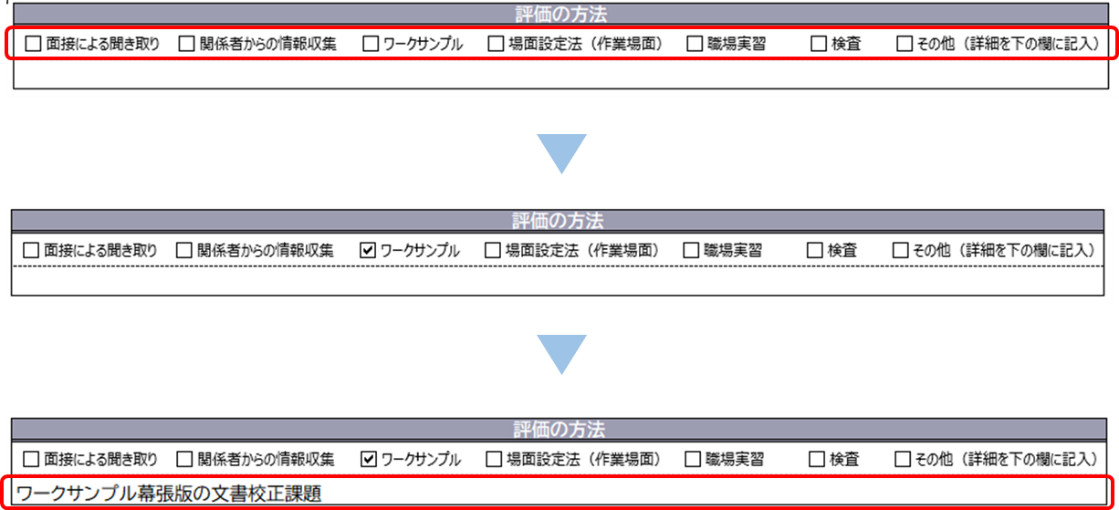 評価の方法
□ 面接による聞き取り □ 関係者からの情報収集 □ ワークサンプル □ 場面設定法（作業場面） □ 職場実習 □ 検査 □ その他（詳細を下の欄に記入）
評価の方法
□ 面接による聞き取り □ 関係者からの情報収集 ☑ ワークサンプル □ 場面設定法（作業場面） □ 職場実習 □ 検査 □ その他（詳細を下の欄に記入）
評価の方法
□ 面接による聞き取り □ 関係者からの情報収集 ☑ ワークサンプル □ 場面設定法（作業場面） □ 職場実習 □ 検査 □ その他（詳細を下の欄に記入）
ワークサンプル幕張版の文書校正課題